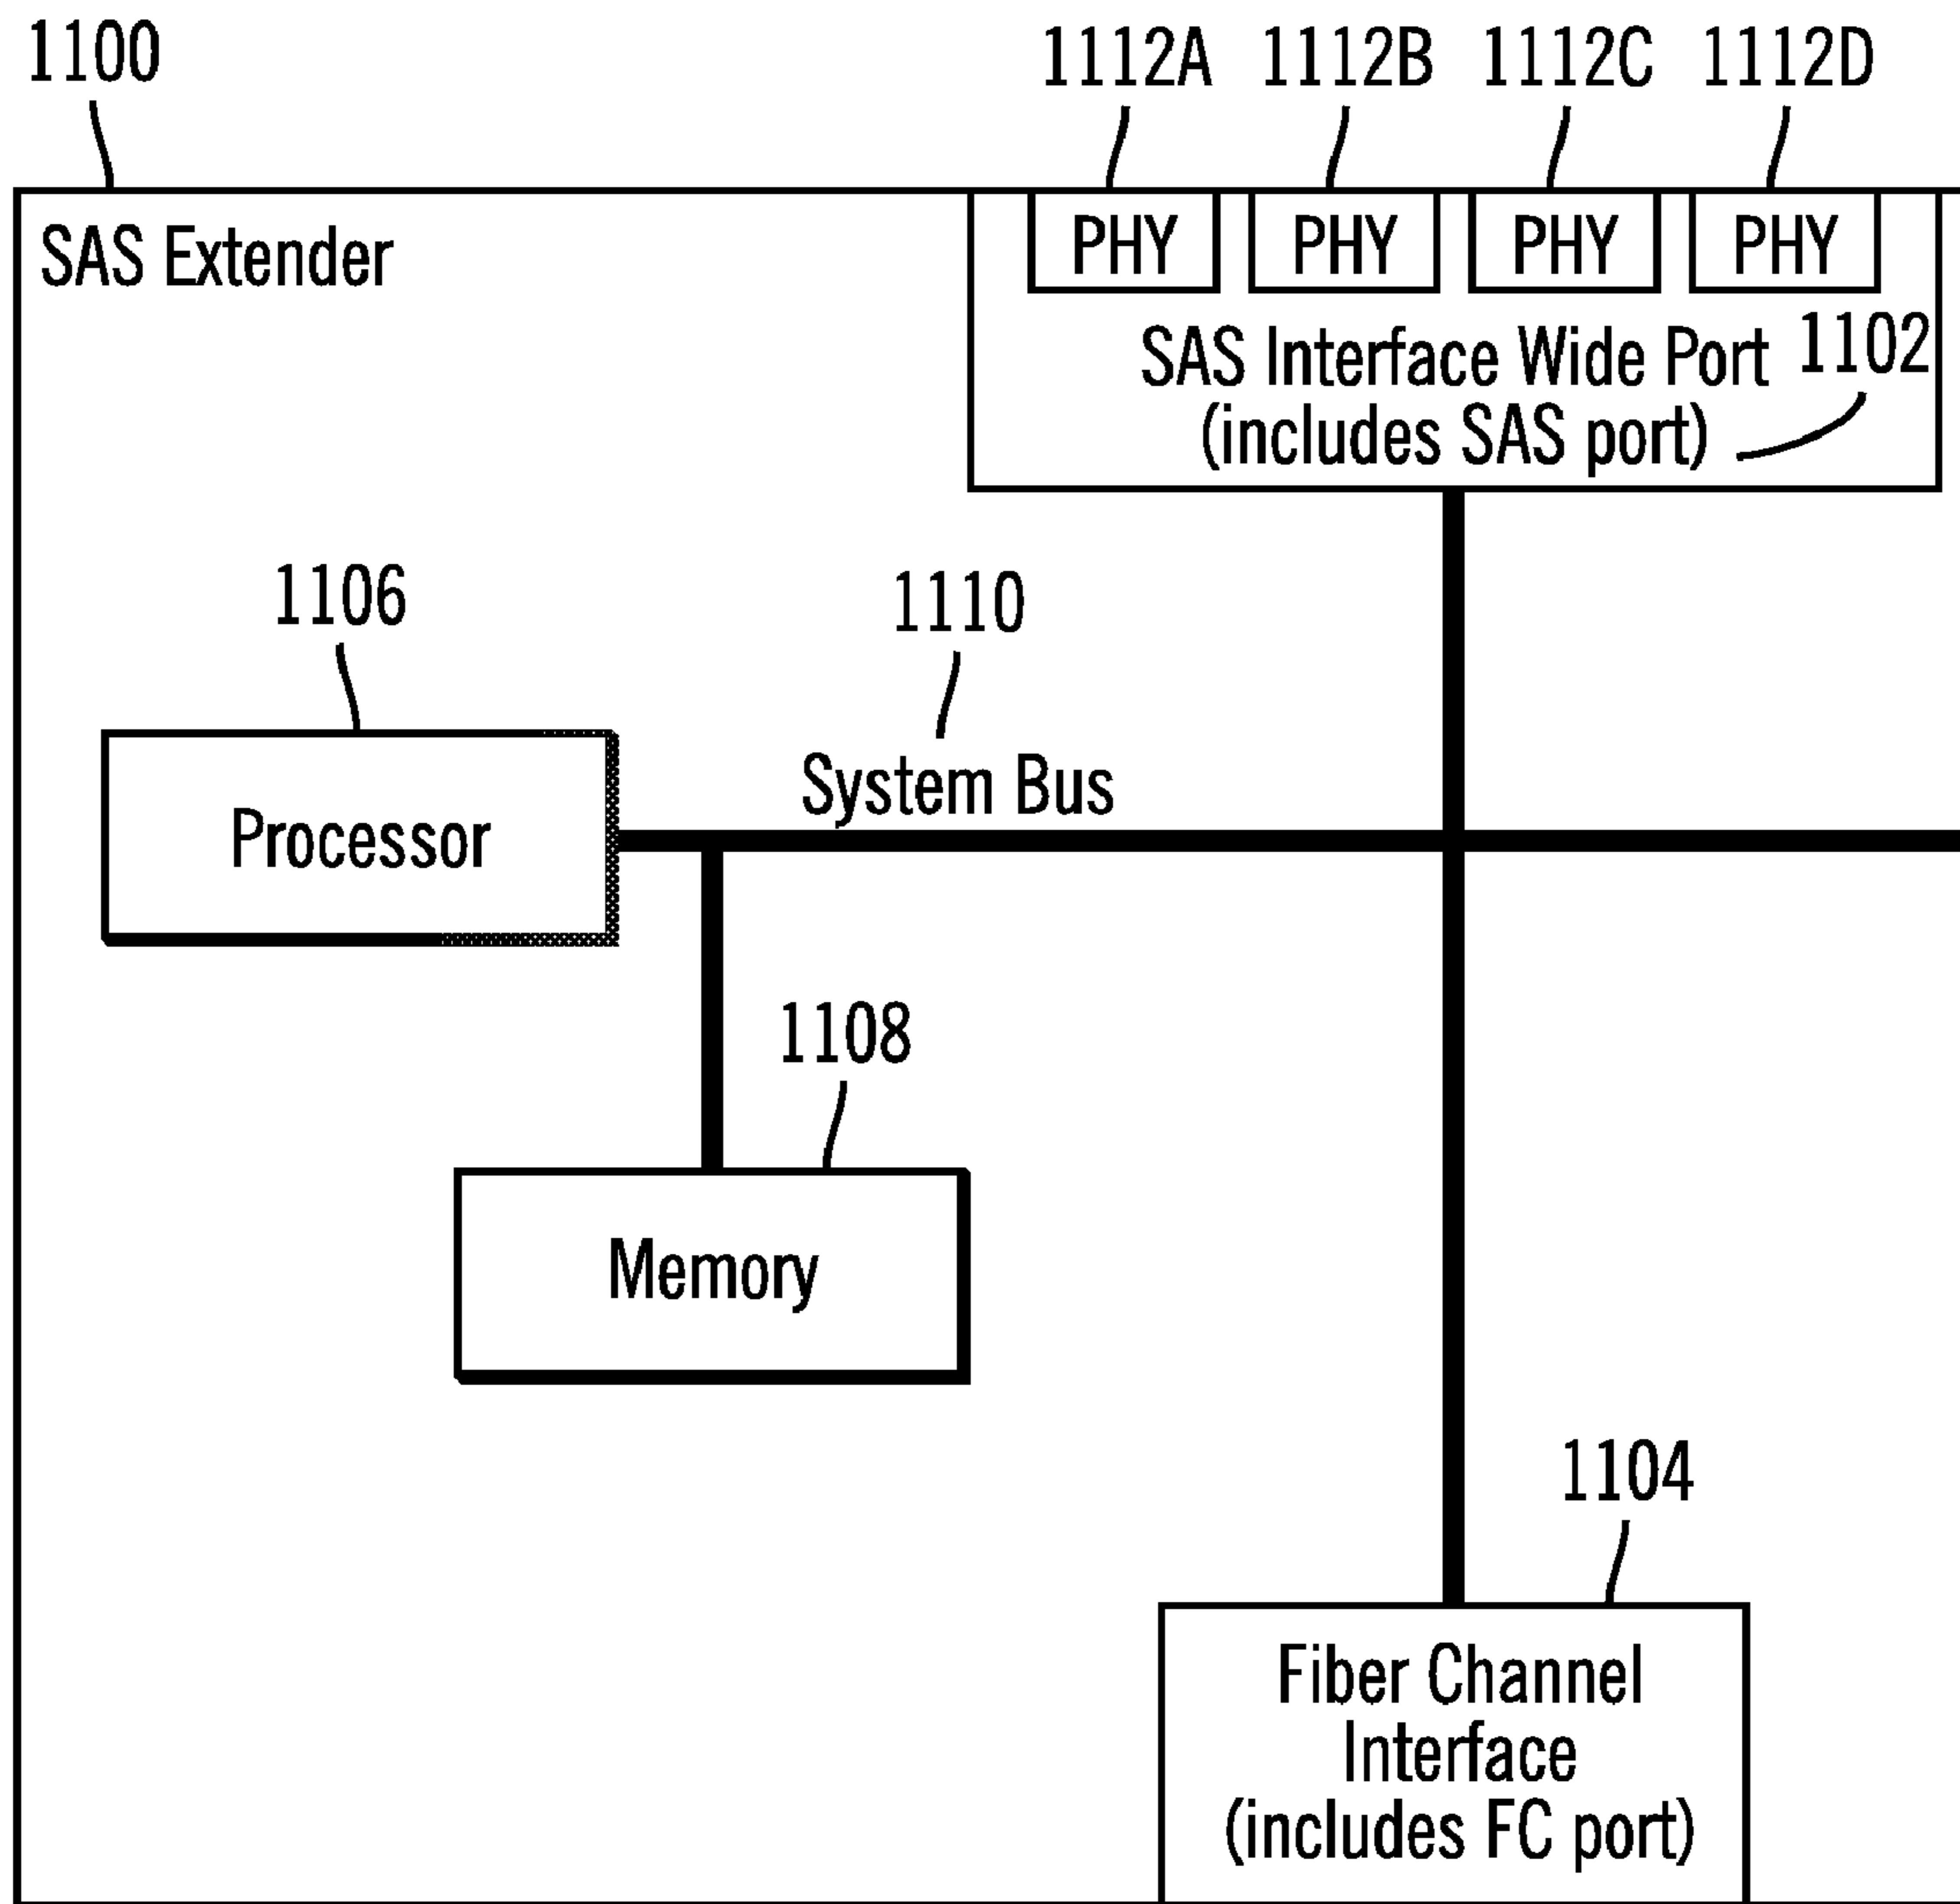 1100
1112A 1112B 1112C 1112D
SAS Extender
PHY PHY PHY PHY
SAS Interface Wide Port 1102
(includes SAS port)
1106
1110
System Bus
Processor
1108
Memory
1104
Fiber Channel
Interface
(includes FC port)